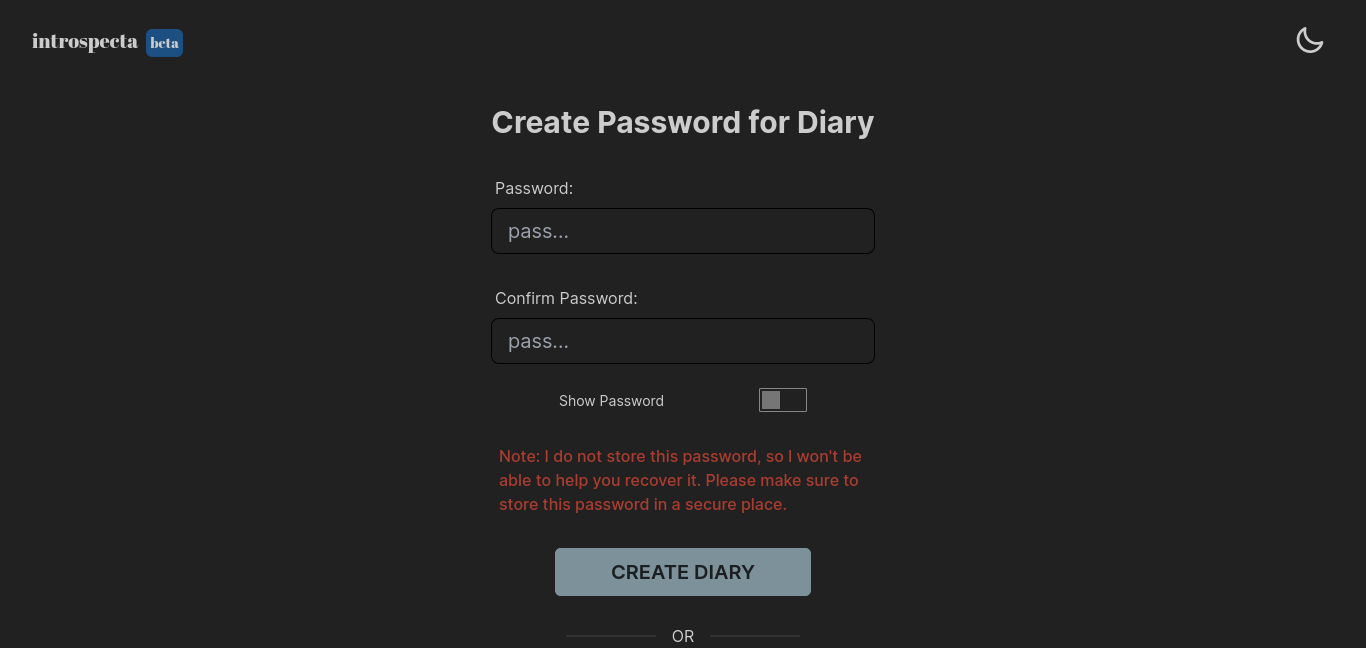 introspecta beta
Create Password for Diary
Password:
pass...
Confirm Password:
pass...
Show Password
Note: I do not store this password, so I won't be
able to help you recover it. Please make sure to
store this password in a secure place.
CREATE DIARY
OR